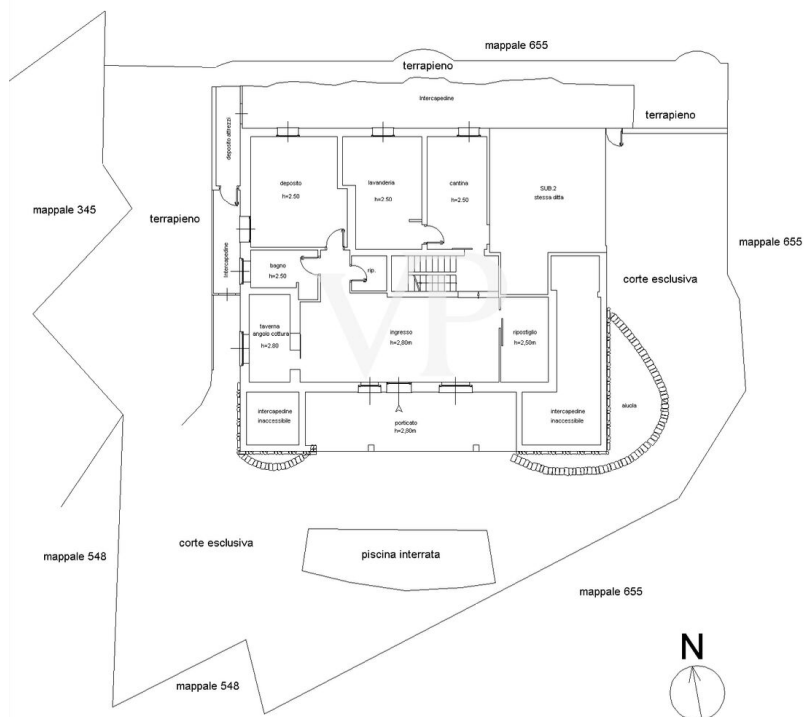 mappale 655
terrapieno
Intercapedine
terrapieno
deposito attrezzi
deposito
h=2.50
lavanderia
h=2.50
cantina
h=2.50
SUB.2
stessa ditta
mappale 345
terrapieno
mappale 655
Intercapedine
bagno
h=2.50
rip.
corte esclusiva
VP
taverna
angolo cottura
h=2.80
ingresso
h=2,80m
ripostiglio
h=2,50m
intercapedine
inaccessibile
porticato
h=2,80m
intercapedine
inaccessibile
aiuola
corte esclusiva
piscina interrata
mappale 548
mappale 655
mappale 548
N